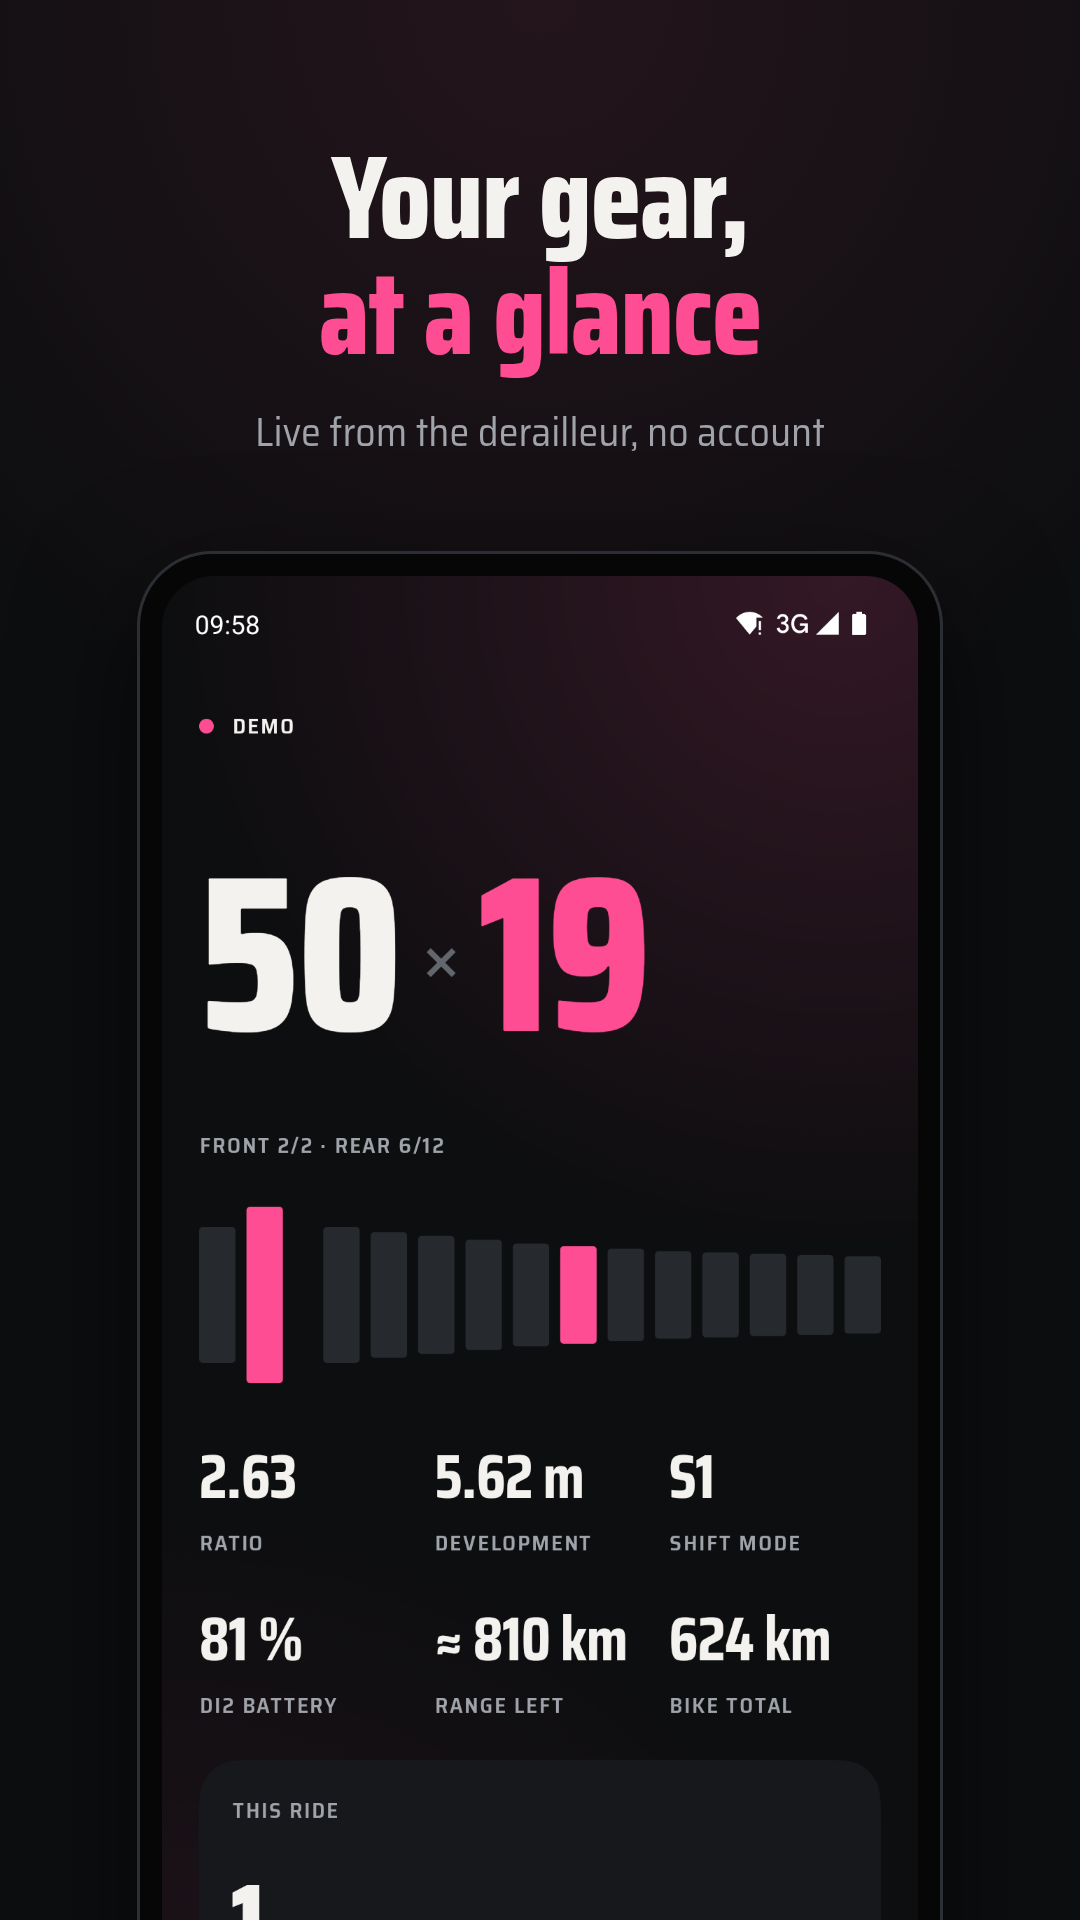 Your gear,
at a glance
Live from the derailleur, no account
09:58 3G
DEMO
50 × 19
FRONT 2/2 · REAR 6/12
2.63 5.62 m S1
RATIO DEVELOPMENT SHIFT MODE
81 % ≈ 810 km 624 km
DI2 BATTERY RANGE LEFT BIKE TOTAL
THIS RIDE
1